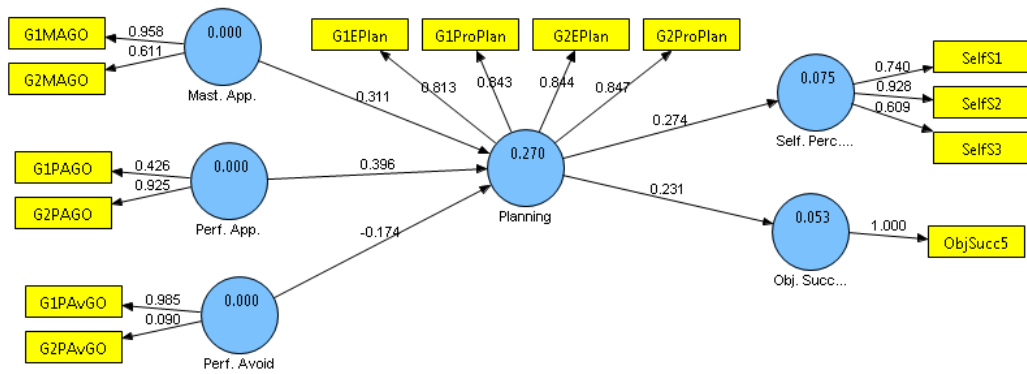 G1MAGO
0.958
0.611
G2MAGO
0.000
Mast. App.
G1EPlan
G1ProPlan
G2EPlan
G2ProPlan
0.813
0.843
0.844
0.847
0.311
0.075
Self. Perc....
0.740
0.928
0.609
SelfS1
SelfS2
SelfS3
0.274
G1PAGO
0.426
0.925
G2PAGO
0.000
Perf. App.
0.396
0.270
Planning
0.231
0.053
Obj. Succ...
1.000
ObjSucc5
-0.174
G1PAvGO
0.985
0.090
G2PAvGO
0.000
Perf. Avoid